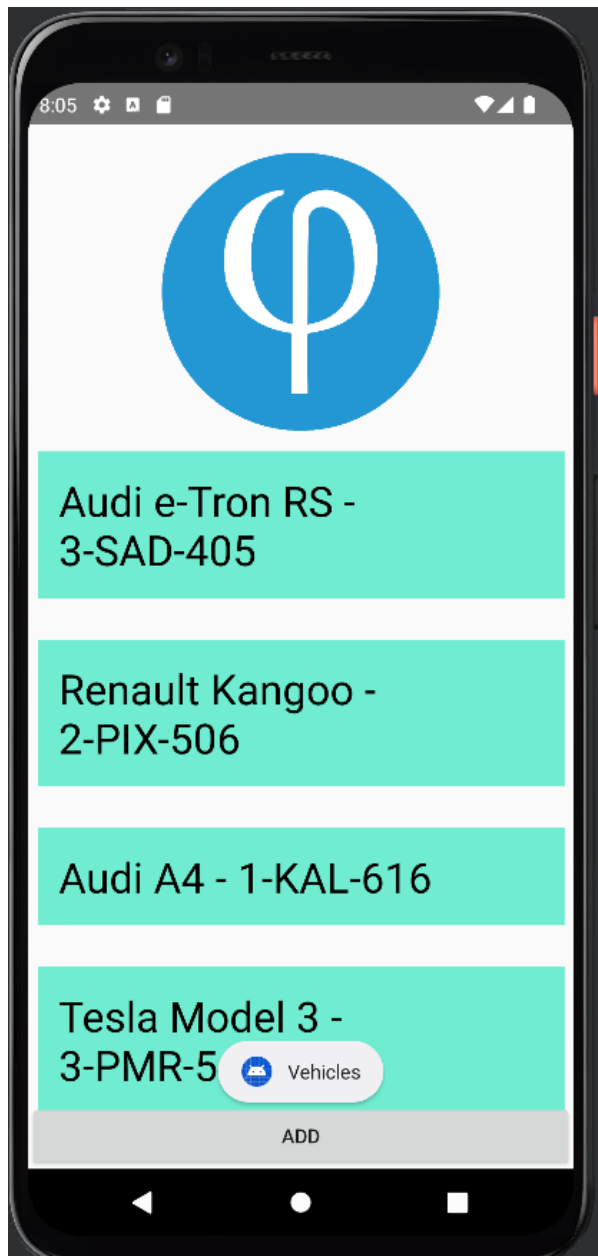 8:05
φ
Audi e-Tron RS -
3-SAD-405
Renault Kangoo -
2-PIX-506
Audi A4 - 1-KAL-616
Tesla Model 3 -
3-PMR-5
Vehicles
ADD